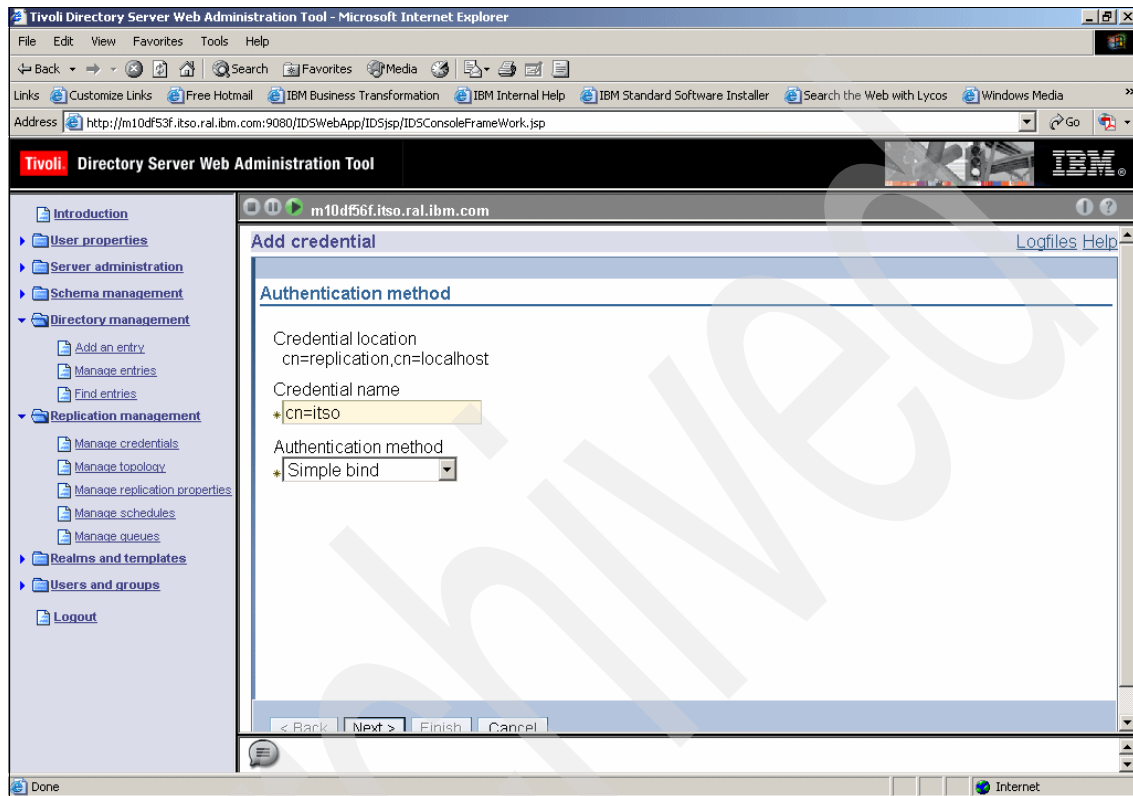 Tivoli Directory Server Web Administration Tool - Microsoft Internet Explorer
File Edit View Favorites Tools Help
Back Search Favorites Media
Links Customize Links Free Hotmail IBM Business Transformation IBM Internal Help IBM Standard Software Installer Search the Web with Lycos Windows Media »
Address http://m10df53f.itso.ral.ibm.com:9080/IDSWebApp/IDSjsp/IDSConsoleFrameWork.jsp Go
Tivoli. Directory Server Web Administration Tool IBM®
m10df56f.itso.ral.ibm.com
Introduction
User properties
Server administration
Schema management
Directory management
Add an entry
Manage entries
Find entries
Replication management
Manage credentials
Manage topology
Manage replication properties
Manage schedules
Manage queues
Realms and templates
Users and groups
Logout
Add credential Logfiles Help
Authentication method
Credential location
cn=replication,cn=localhost
Credential name
*cn=itso
Authentication method
*Simple bind
< Back Next > Finish Cancel
Done Internet
chived